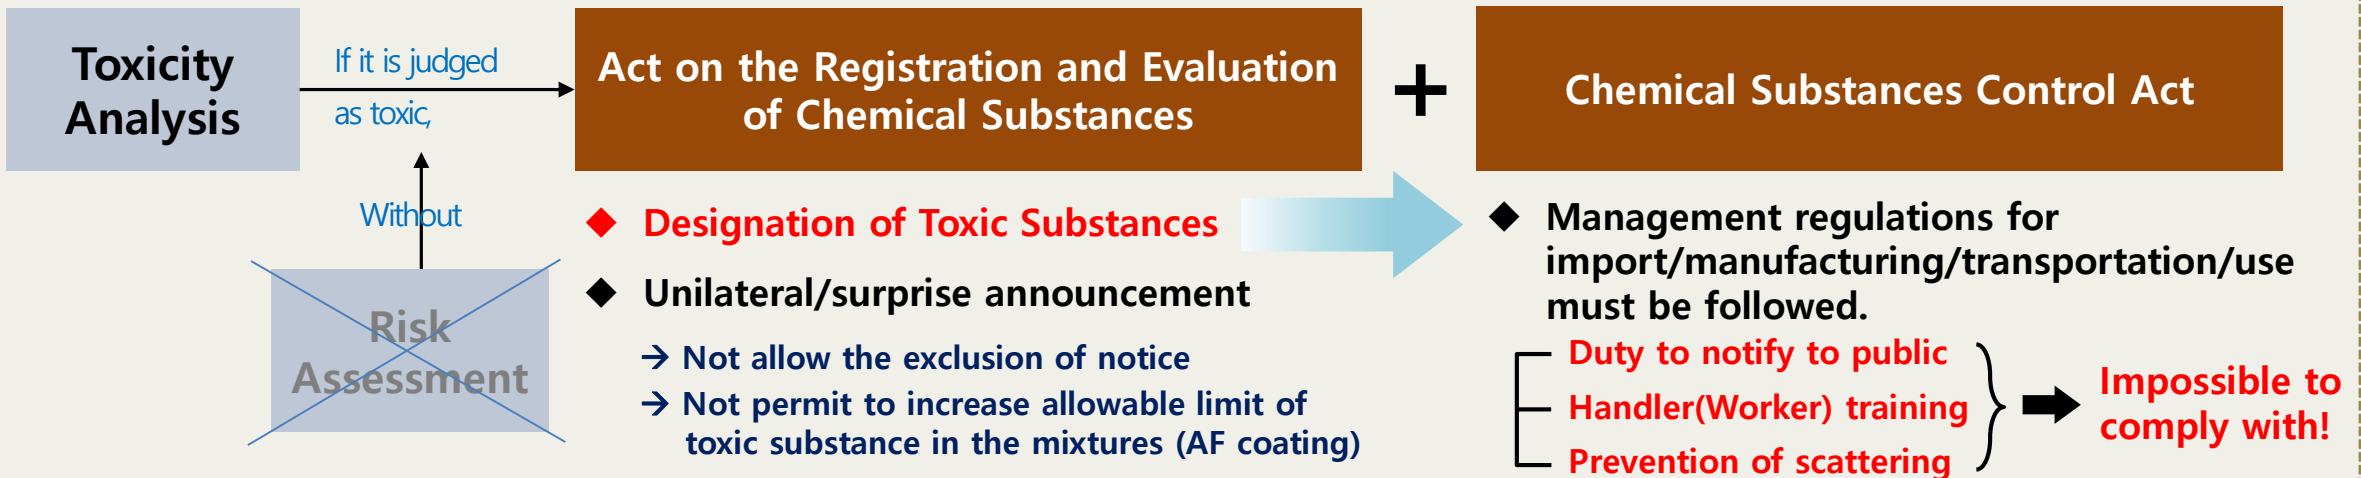 Toxicity
Analysis
If it is judged
as toxic,
Without
Risk
Assessment
Act on the Registration and Evaluation
of Chemical Substances
◆ Designation of Toxic Substances
◆ Unilateral/surprise announcement
→ Not allow the exclusion of notice
→ Not permit to increase allowable limit of
toxic substance in the mixtures (AF coating)
+
Chemical Substances Control Act
◆ Management regulations for
import/manufacturing/transportation/use
must be followed.
Duty to notify to public
Handler(Worker) training
Prevention of scattering
Impossible to
comply with!